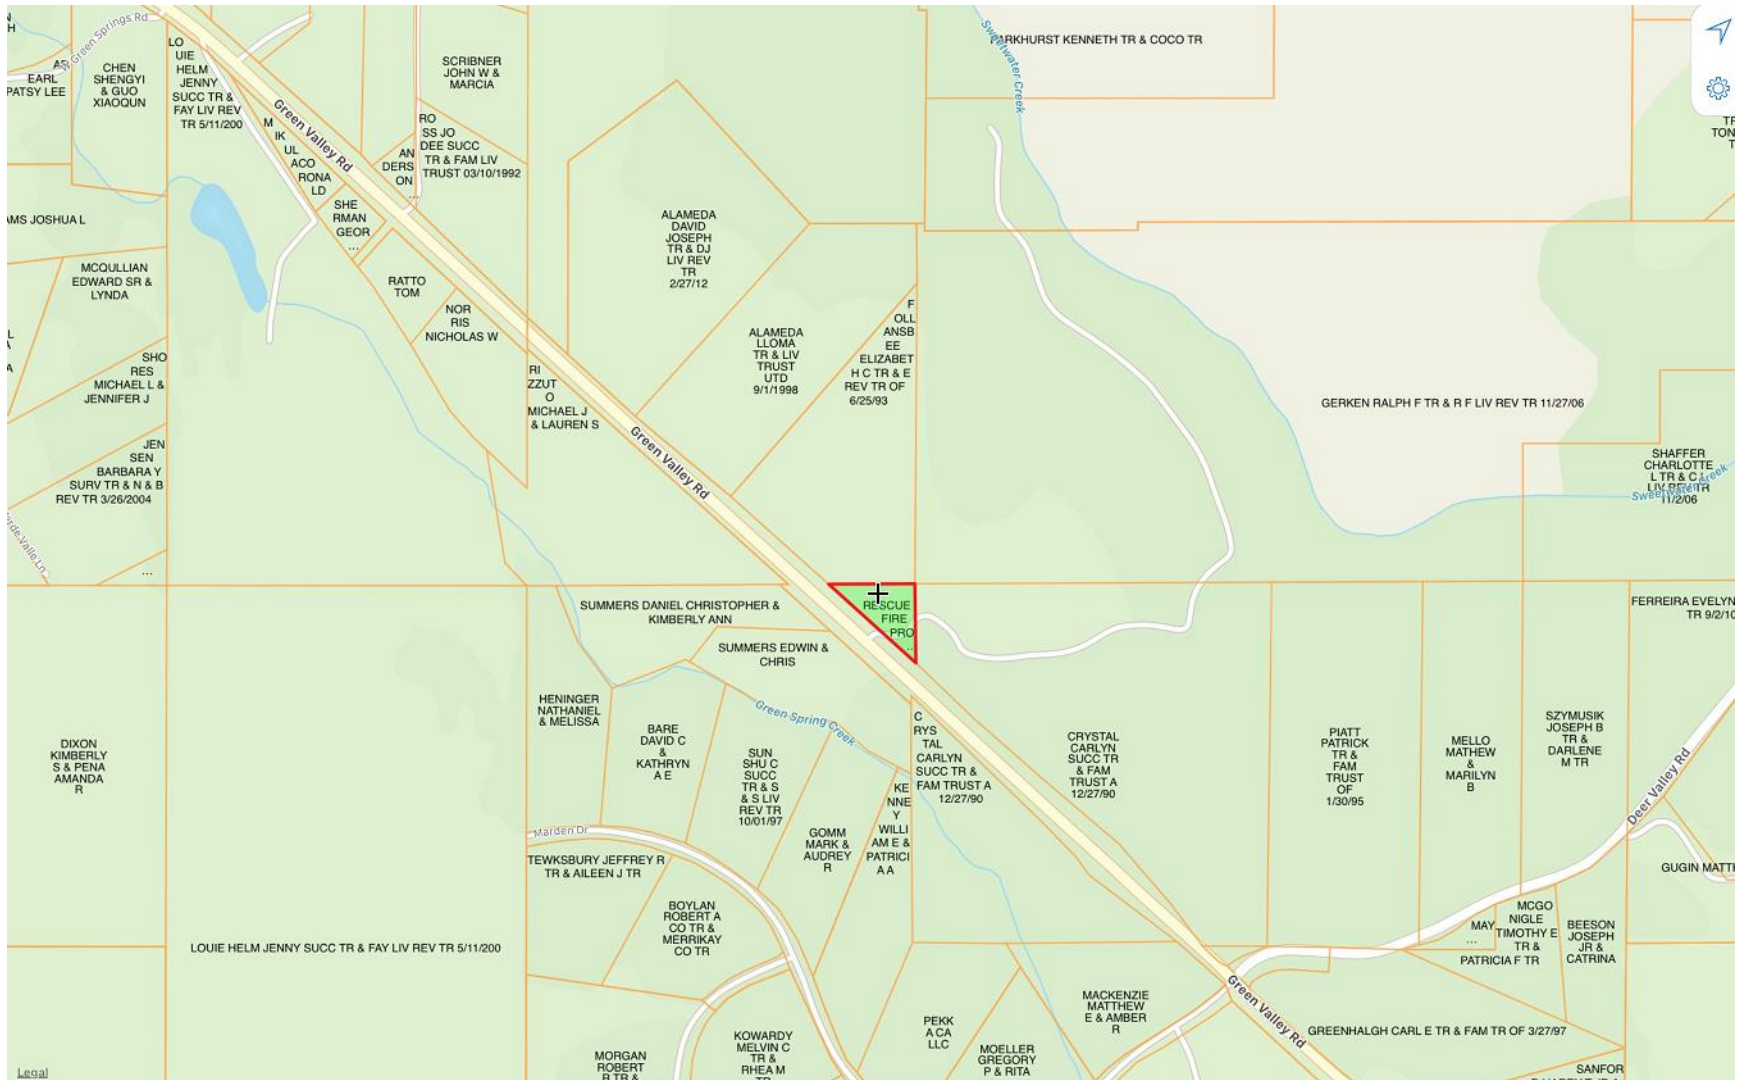 W Green Springs Rd
EARL
PATSY LEE
CHEN
SHENGYI
& GUO
XIAOQUN
LO
UIE
HELM
JENNY
SUCC TR &
FAY LIV REV
TR 5/11/200
SCRIBNER
JOHN W &
MARCIA
Sweetwater Creek
PARKHURST KENNETH TR & COCO TR
Green Valley Rd
M
IK
UL
ACO
RONA
LD
AN
DERS
ON
...
RO
SS JO
DEE SUCC
TR & FAM LIV
TRUST 03/10/1992
SHE
RMAN
GEOR
...
AMS JOSHUA L
MCQULLIAN
EDWARD SR &
LYNDA
RATTO
TOM
NOR
RIS
NICHOLAS W
ALAMEDA
DAVID
JOSEPH
TR & DJ
LIV REV
TR
2/27/12
ALAMEDA
LLOMA
TR & LIV
TRUST
UTD
9/1/1998
F
OLL
ANSB
EE
ELIZABET
H C TR & E
REV TR OF
6/25/93
SHO
RES
MICHAEL L &
JENNIFER J
RI
ZZUT
O
MICHAEL J
& LAUREN S
GERKEN RALPH F TR & R F LIV REV TR 11/27/06
JEN
SEN
BARBARA Y
SURV TR & N & B
REV TR 3/26/2004
Green Valley Rd
SHAFFER
CHARLOTTE
L TR & C L
LIV REV TR
11/2/06
Sweetwater Creek
erde Valle Ln
...
SUMMERS DANIEL CHRISTOPHER &
KIMBERLY ANN
RESCUE
FIRE
PRO
...
FERREIRA EVELYN
TR 9/2/10
SUMMERS EDWIN &
CHRIS
HENINGER
NATHANIEL
& MELISSA
Green Spring Creek
DIXON
KIMBERLY
S & PENA
AMANDA
R
BARE
DAVID C
&
KATHRYN
A E
SUN
SHU C
SUCC
TR & S
& S LIV
REV TR
10/01/97
C
RYS
TAL
CARLYN
SUCC TR &
FAM TRUST A
12/27/90
CRYSTAL
CARLYN
SUCC TR
& FAM
TRUST A
12/27/90
PIATT
PATRICK
TR &
FAM
TRUST
OF
1/30/95
MELLO
MATHEW
&
MARILYN
B
SZYMUSIK
JOSEPH B
TR &
DARLENE
M TR
Deer Valley Rd
KE
NNE
Y
WILLI
AM E &
PATRICI
A A
GOMM
MARK &
AUDREY
R
Marden Dr
TEWKSBURY JEFFREY R
TR & AILEEN J TR
GUGIN MATTH
BOYLAN
ROBERT A
CO TR &
MERRIKAY
CO TR
LOUIE HELM JENNY SUCC TR & FAY LIV REV TR 5/11/200
MAY
...
MCGO
NIGLE
TIMOTHY E
TR &
PATRICIA F TR
BEESON
JOSEPH
JR &
CATRINA
Green Valley Rd
MACKENZIE
MATTHEW
E & AMBER
R
GREENHALGH CARL E TR & FAM TR OF 3/27/97
PEKK
A CA
LLC
MOELLER
GREGORY
P & RITA
KOWARDY
MELVIN C
TR &
RHEA M
TR
MORGAN
ROBERT
R TR &
SANFOR
Legal